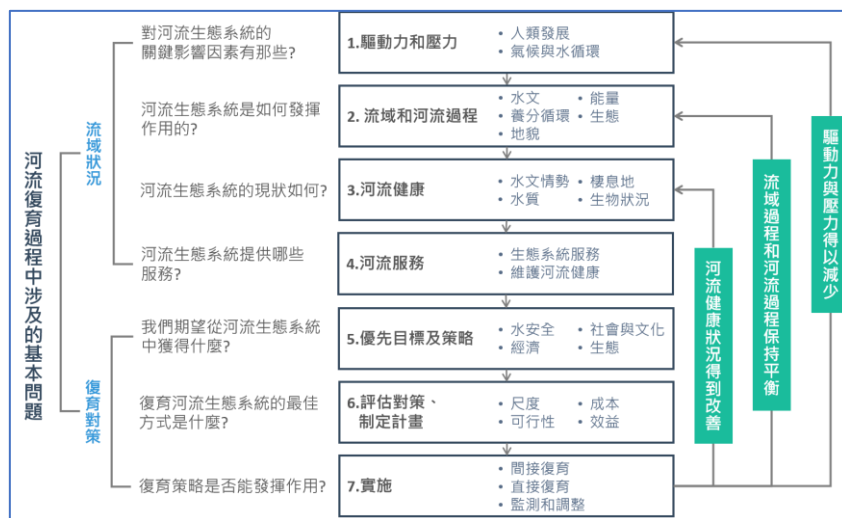 河流復育過程中涉及的基本問題
流域狀況
對河流生態系統的
關鍵影響因素有那些?
1.驅動力和壓力
• 人類發展
• 氣候與水循環
河流生態系統是如何發揮
作用的?
2. 流域和河流過程
• 水文
• 養分循環
• 地貌
• 能量
• 生態
河流生態系統的現狀如何?
3.河流健康
• 水文情勢
• 水質
• 棲息地
• 生物狀況
河流生態系統提供哪些
服務?
4.河流服務
• 生態系統服務
• 維護河流健康
復育對策
我們期望從河流生態系統
中獲得什麼?
5.優先目標及策略
• 水安全
• 經濟
• 社會與文化
• 生態
復育河流生態系統的最佳
方式是什麼?
6.評估對策、
制定計畫
• 尺度
• 可行性
• 成本
• 效益
復育策略是否能發揮作用?
7.實施
• 間接復育
• 直接復育
• 監測和調整
河流健康狀況得到改善
流域過程和河流過程保持平衡
驅動力與壓力得以減少